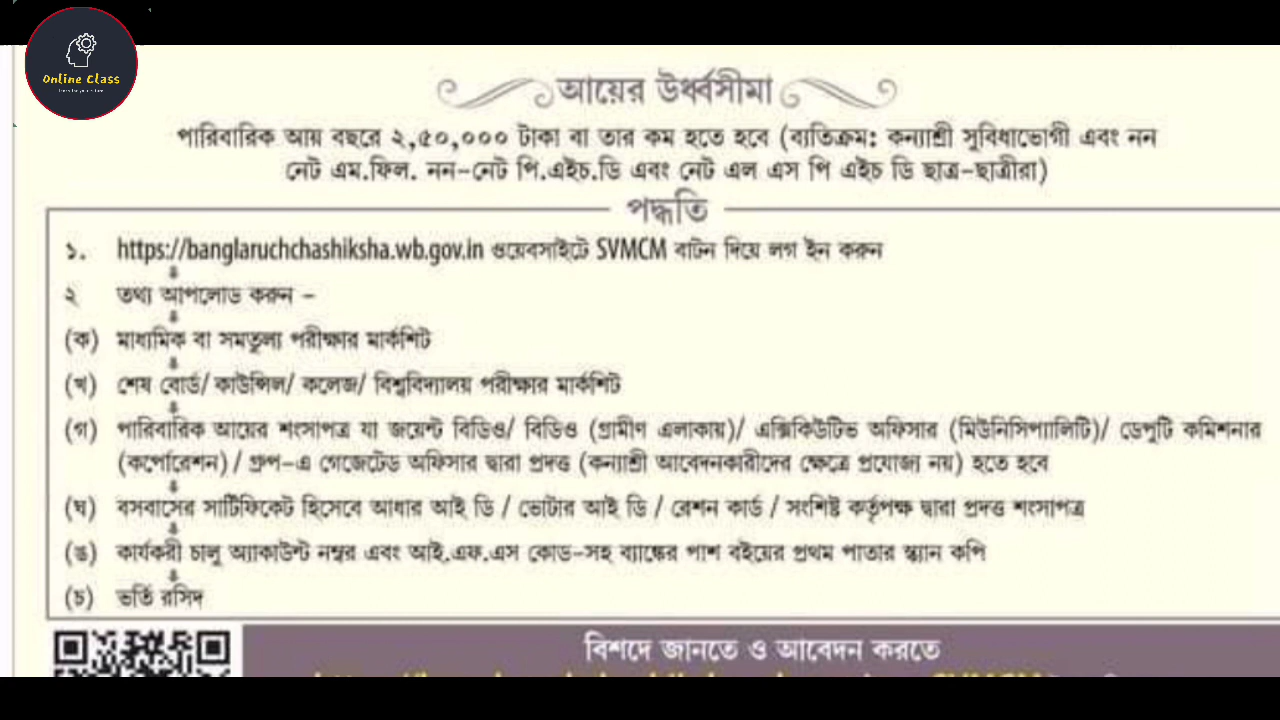 Online Class
আয়ের উর্ধ্বসীমা
পারিবারিক আয় বছরে ২,৫০,০০০ টাকা বা তার কম হতে হবে (ব্যতিক্রম: কন্যাশ্রী সুবিধাভোগী এবং নন
নেট এম.ফিল. নন-নেট পি.এইচ.ডি এবং নেট এল এস পি এইচ ডি ছাত্র-ছাত্রীরা)
পদ্ধতি
১. https://banglaruchchashiksha.wb.gov.in ওয়েবসাইটে SVMCM বাটন দিয়ে লগ ইন করুন
২ তথ্য আপলোড করুন –
(ক) মাধ্যমিক বা সমতুল্য পরীক্ষার মার্কশিট
(খ) শেষ বোর্ড/ কাউন্সিল/ কলেজ/ বিশ্ববিদ্যালয় পরীক্ষার মার্কশিট
(গ) পারিবারিক আয়ের শংসাপত্র যা জয়েন্ট বিডিও/ বিডিও (গ্রামীণ এলাকায়)/ এক্সিকিউটিভ অফিসার (মিউনিসিপ্যালিটি)/ ডেপুটি কমিশনার
(কর্পোরেশন) / গ্রুপ-এ গেজেটেড অফিসার দ্বারা প্রদত্ত (কন্যাশ্রী আবেদনকারীদের ক্ষেত্রে প্রযোজ্য নয়) হতে হবে
(ঘ) বসবাসের সার্টিফিকেট হিসেবে আধার আই ডি / ভোটার আই ডি / রেশন কার্ড / সংশিষ্ট কর্তৃপক্ষ দ্বারা প্রদত্ত শংসাপত্র
(ঙ) কার্যকরী চালু অ্যাকাউন্ট নম্বর এবং আই.এফ.এস কোড-সহ ব্যাঙ্কের পাশ বইয়ের প্রথম পাতার স্ক্যান কপি
(চ) ভর্তি রসিদ
বিশদে জানতে ও আবেদন করতে